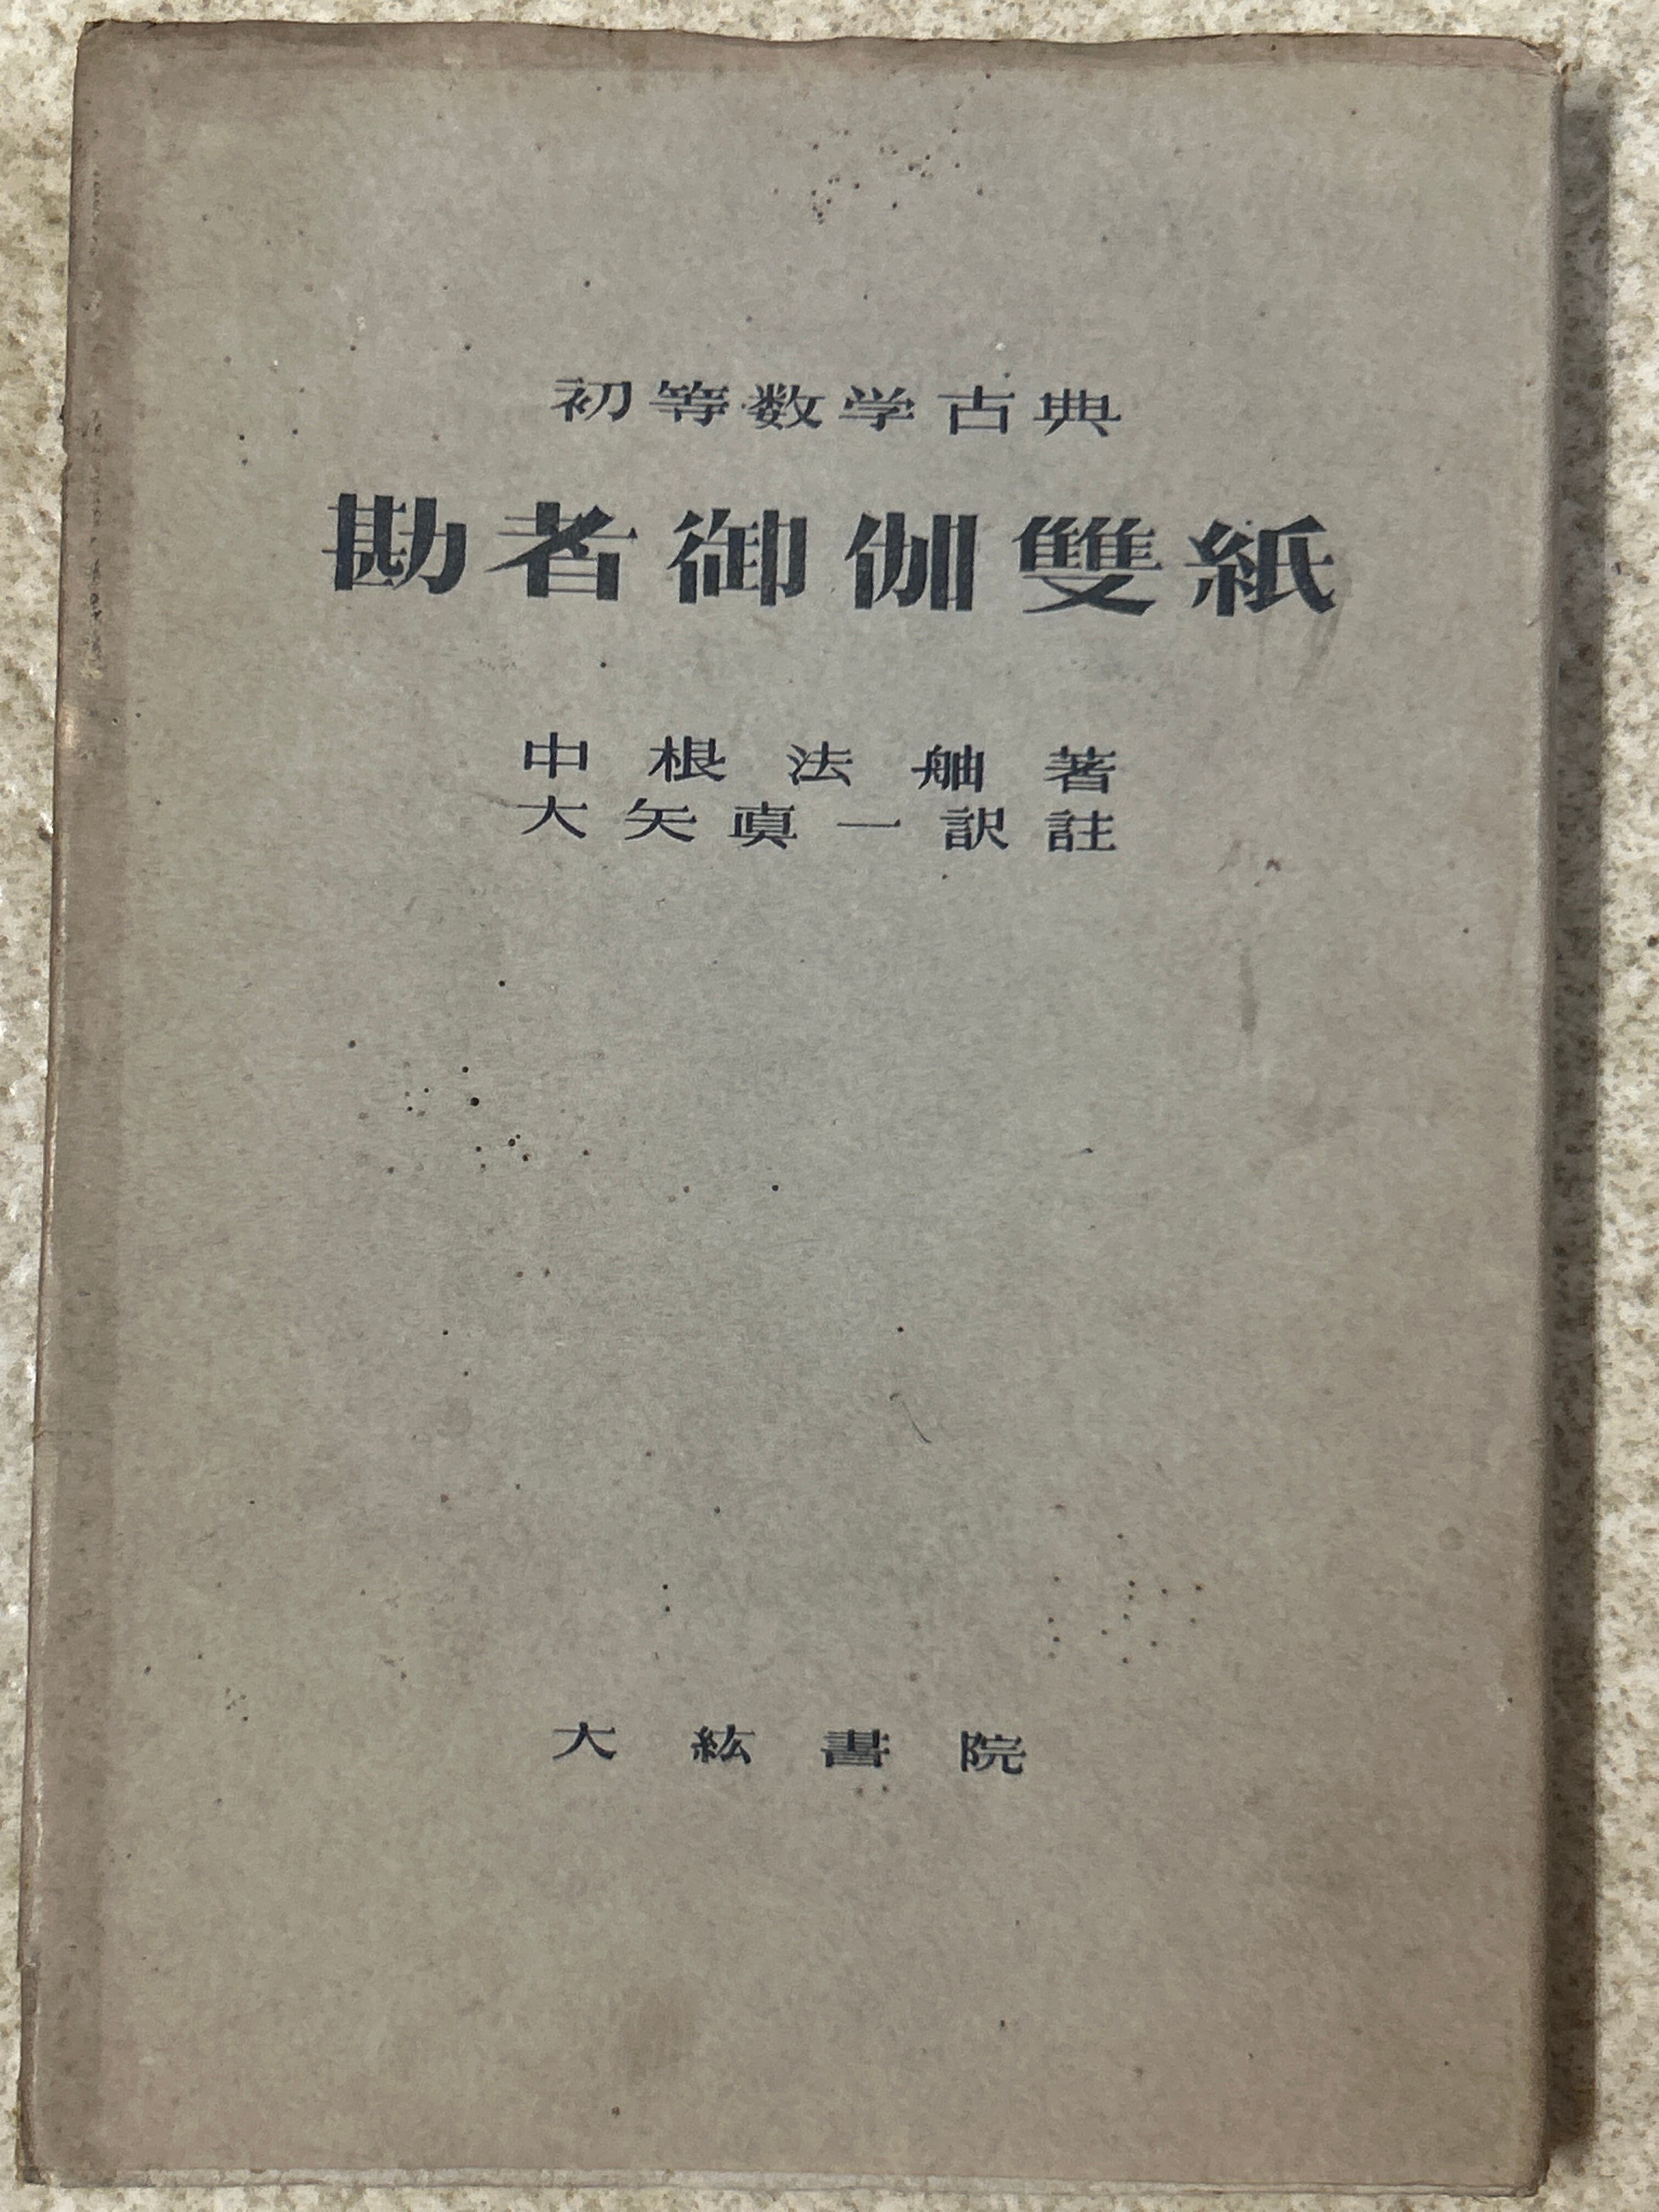 初等数学古典
勘者御伽雙紙
中根法舳著
大矢眞一訳註
大紘書院